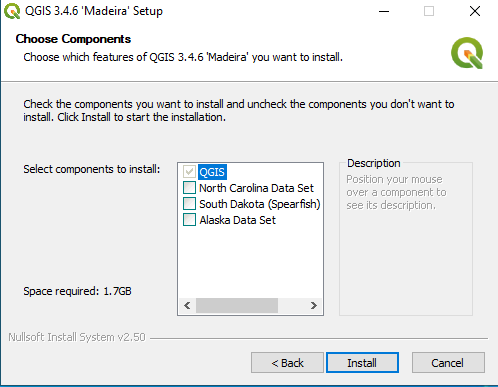 QGIS 3.4.6 'Madeira' Setup
Choose Components
Choose which features of QGIS 3.4.6 'Madeira' you want to install.
Check the components you want to install and uncheck the components you don't want to
install. Click Install to start the installation.
Select components to install:
QGIS
North Carolina Data Set
South Dakota (Spearfish)
Alaska Data Set
Description
Position your mouse
over a component to
see its description.
Space required: 1.7GB
Nullsoft Install System v2.50
< Back
Install
Cancel